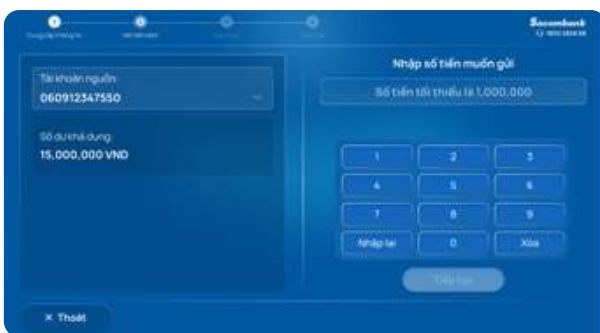 Sacombank
Tài khoản nguồn:
060912347550
Số dư khả dụng:
15,000,000 VND
Nhập số tiền muốn gửi
Số tiền tối thiểu là 1,000,000
1 2 3
4 5 6
7 8 9
Nhập lại 0 Xóa
Tiếp tục
× Thoát